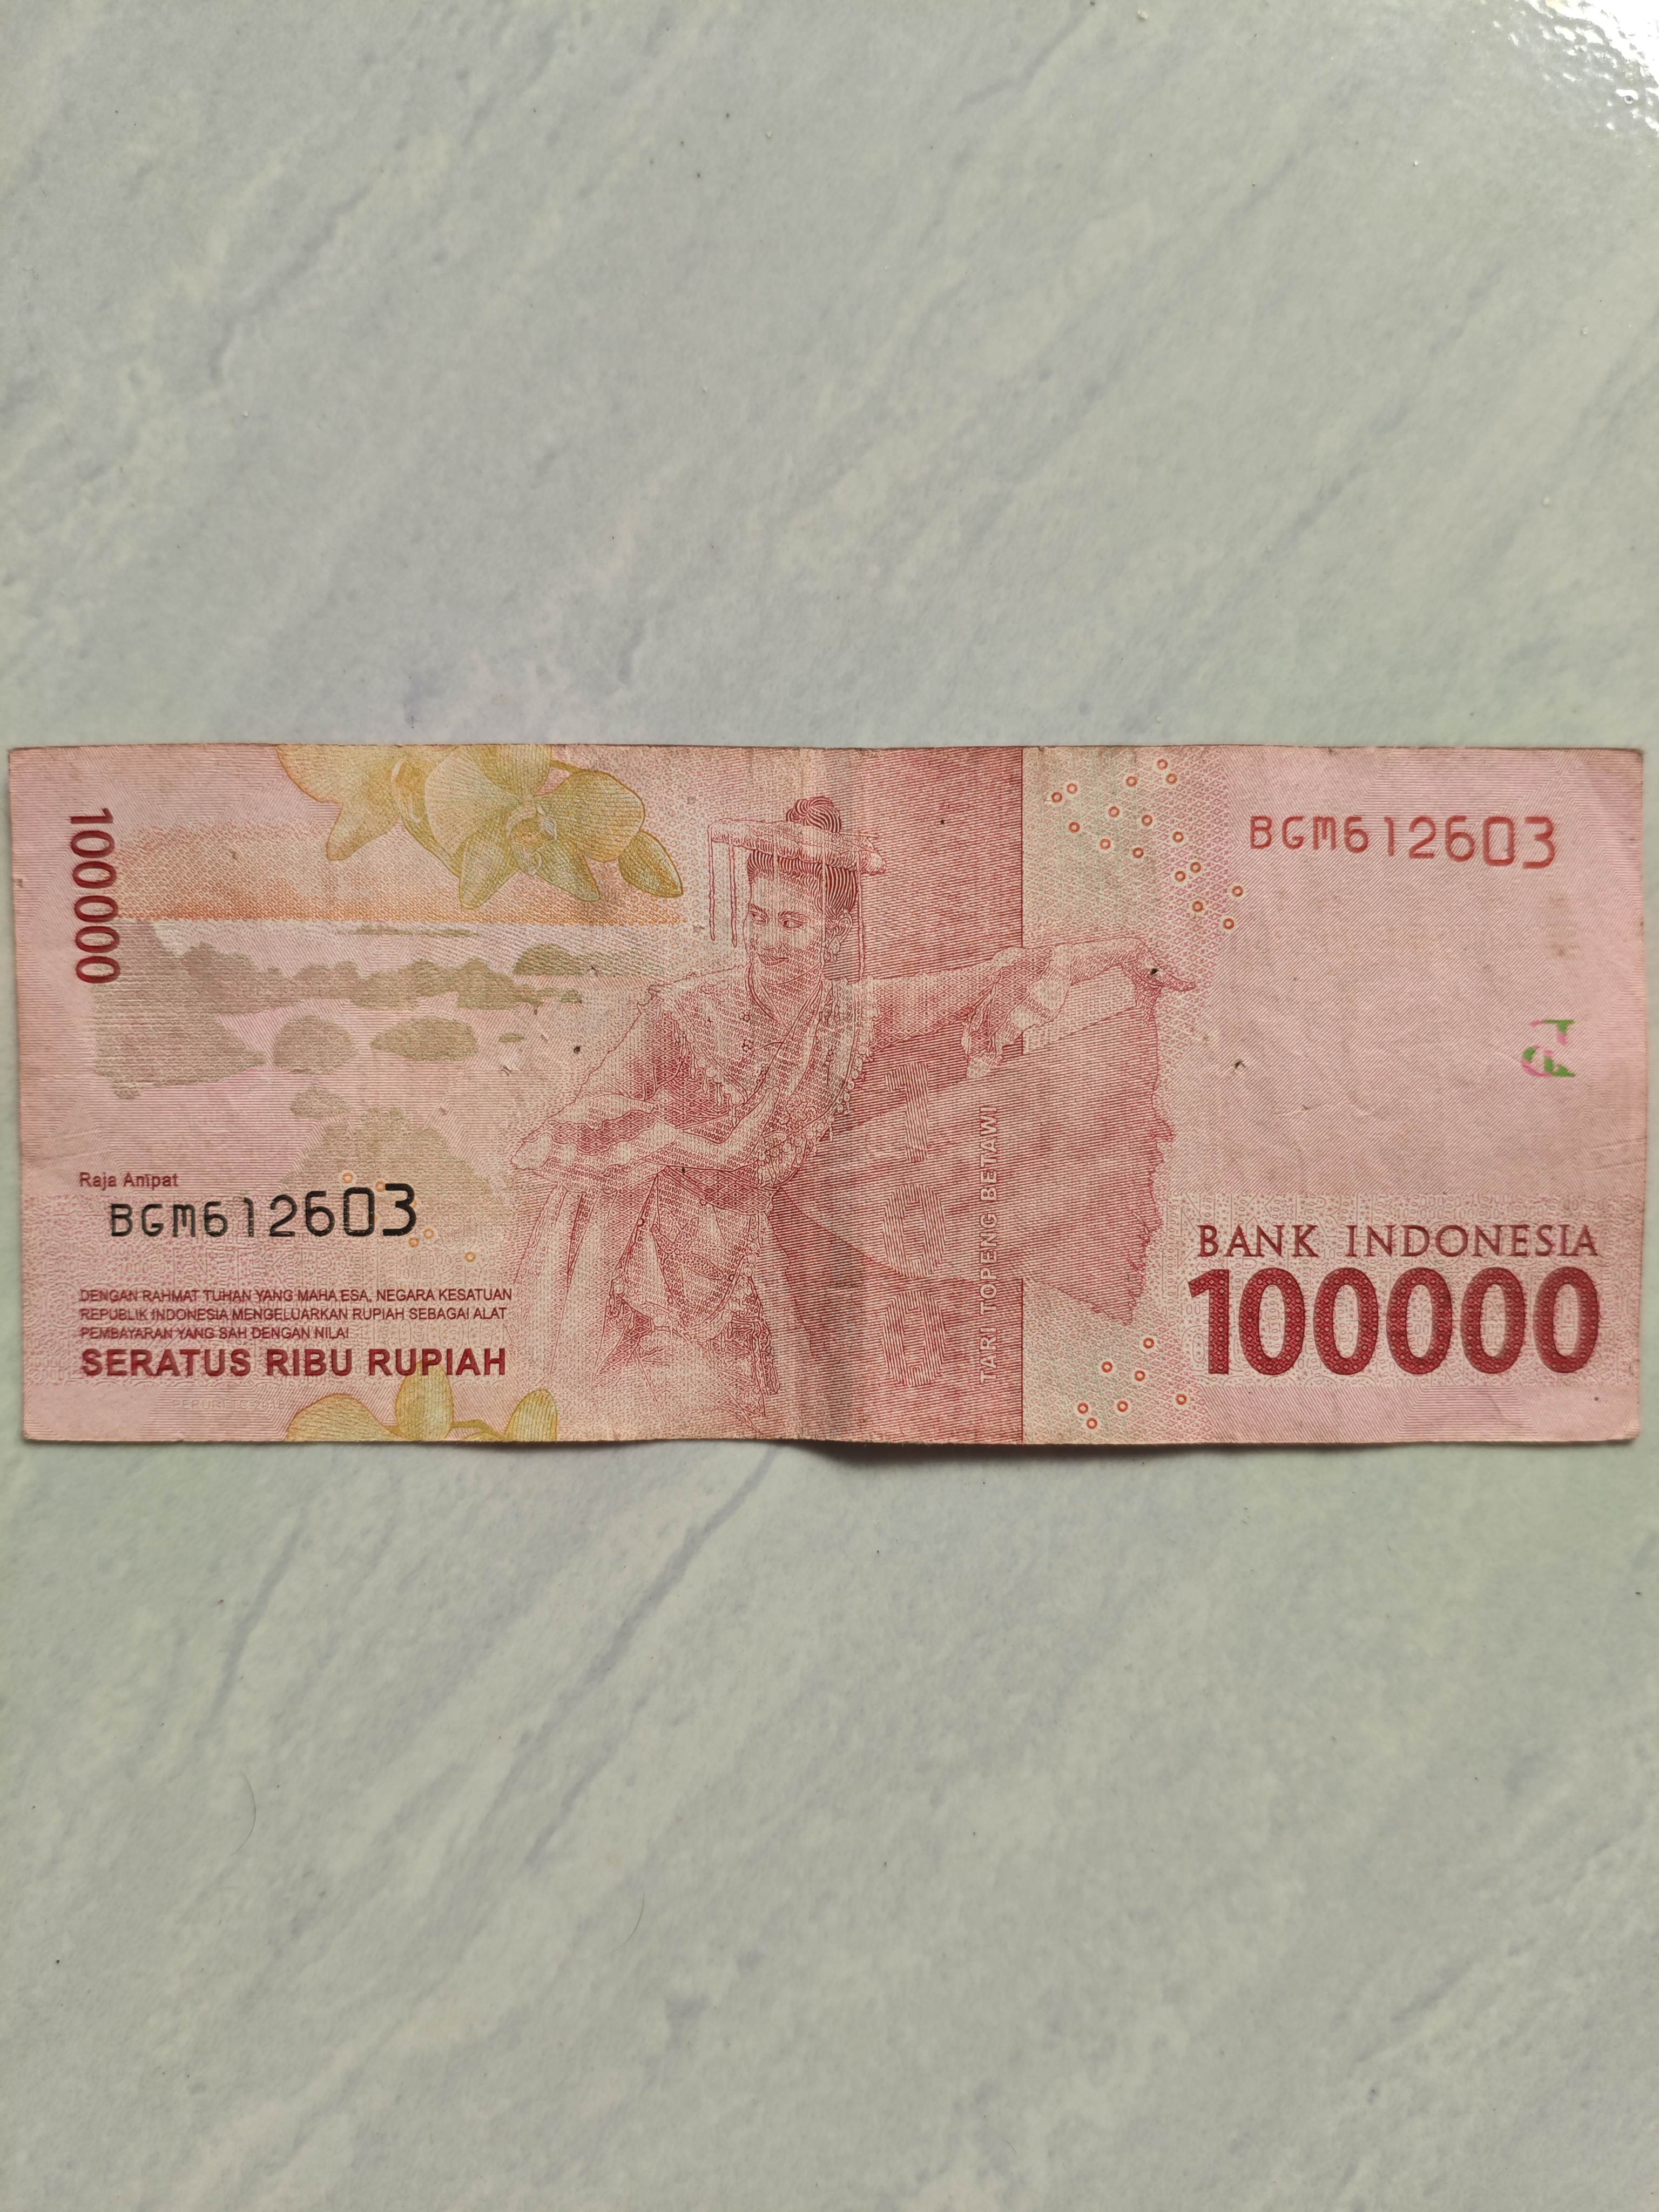 100000
BGM612603
Raja Ampat
BGM612603
DENGAN RAHMAT TUHAN YANG MAHA ESA, NEGARA KESATUAN
REPUBLIK INDONESIA MENGELUARKAN RUPIAH SEBAGAI ALAT
PEMBAYARAN YANG SAH DENGAN NILAI
SERATUS RIBU RUPIAH
TARI TOPENG BETAWI
BANK INDONESIA
100000